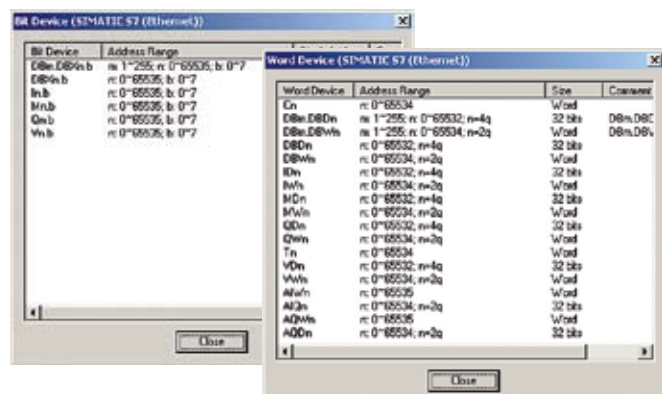 Bit Device (SIMATIC S7 (Ethernet))
Bit Device Address Range
DBm.DBXn.b m: 1~255; n: 0~65535; b: 0~7
DBXn.b n: 0~65535; b: 0~7
In.b n: 0~65535; b: 0~7
Mn.b n: 0~65535; b: 0~7
Qn.b n: 0~65535; b: 0~7
Vn.b n: 0~65535; b: 0~7
Close
Word Device (SIMATIC S7 (Ethernet))
Word Device Address Range Size Comment
Cn n: 0~65534 Word
DBm.DBDn m: 1~255; n: 0~65532; n=4q 32 bits DBm.DBD
DBm.DBWn m: 1~255; n: 0~65534; n=2q Word DBm.DBW
DBDn n: 0~65532; n=4q 32 bits
DBWn n: 0~65534; n=2q Word
IDn n: 0~65532; n=4q 32 bits
IWn n: 0~65534; n=2q Word
MDn n: 0~65532; n=4q 32 bits
MWn n: 0~65534; n=2q Word
QDn n: 0~65532; n=4q 32 bits
QWn n: 0~65534; n=2q Word
Tn n: 0~65534 Word
VDn n: 0~65532; n=4q 32 bits
VWn n: 0~65534; n=2q Word
AIWn n: 0~65535 Word
AIDn n: 0~65534; n=2q 32 bits
AQWn n: 0~65535 Word
AQDn n: 0~65534; n=2q 32 bits
Close